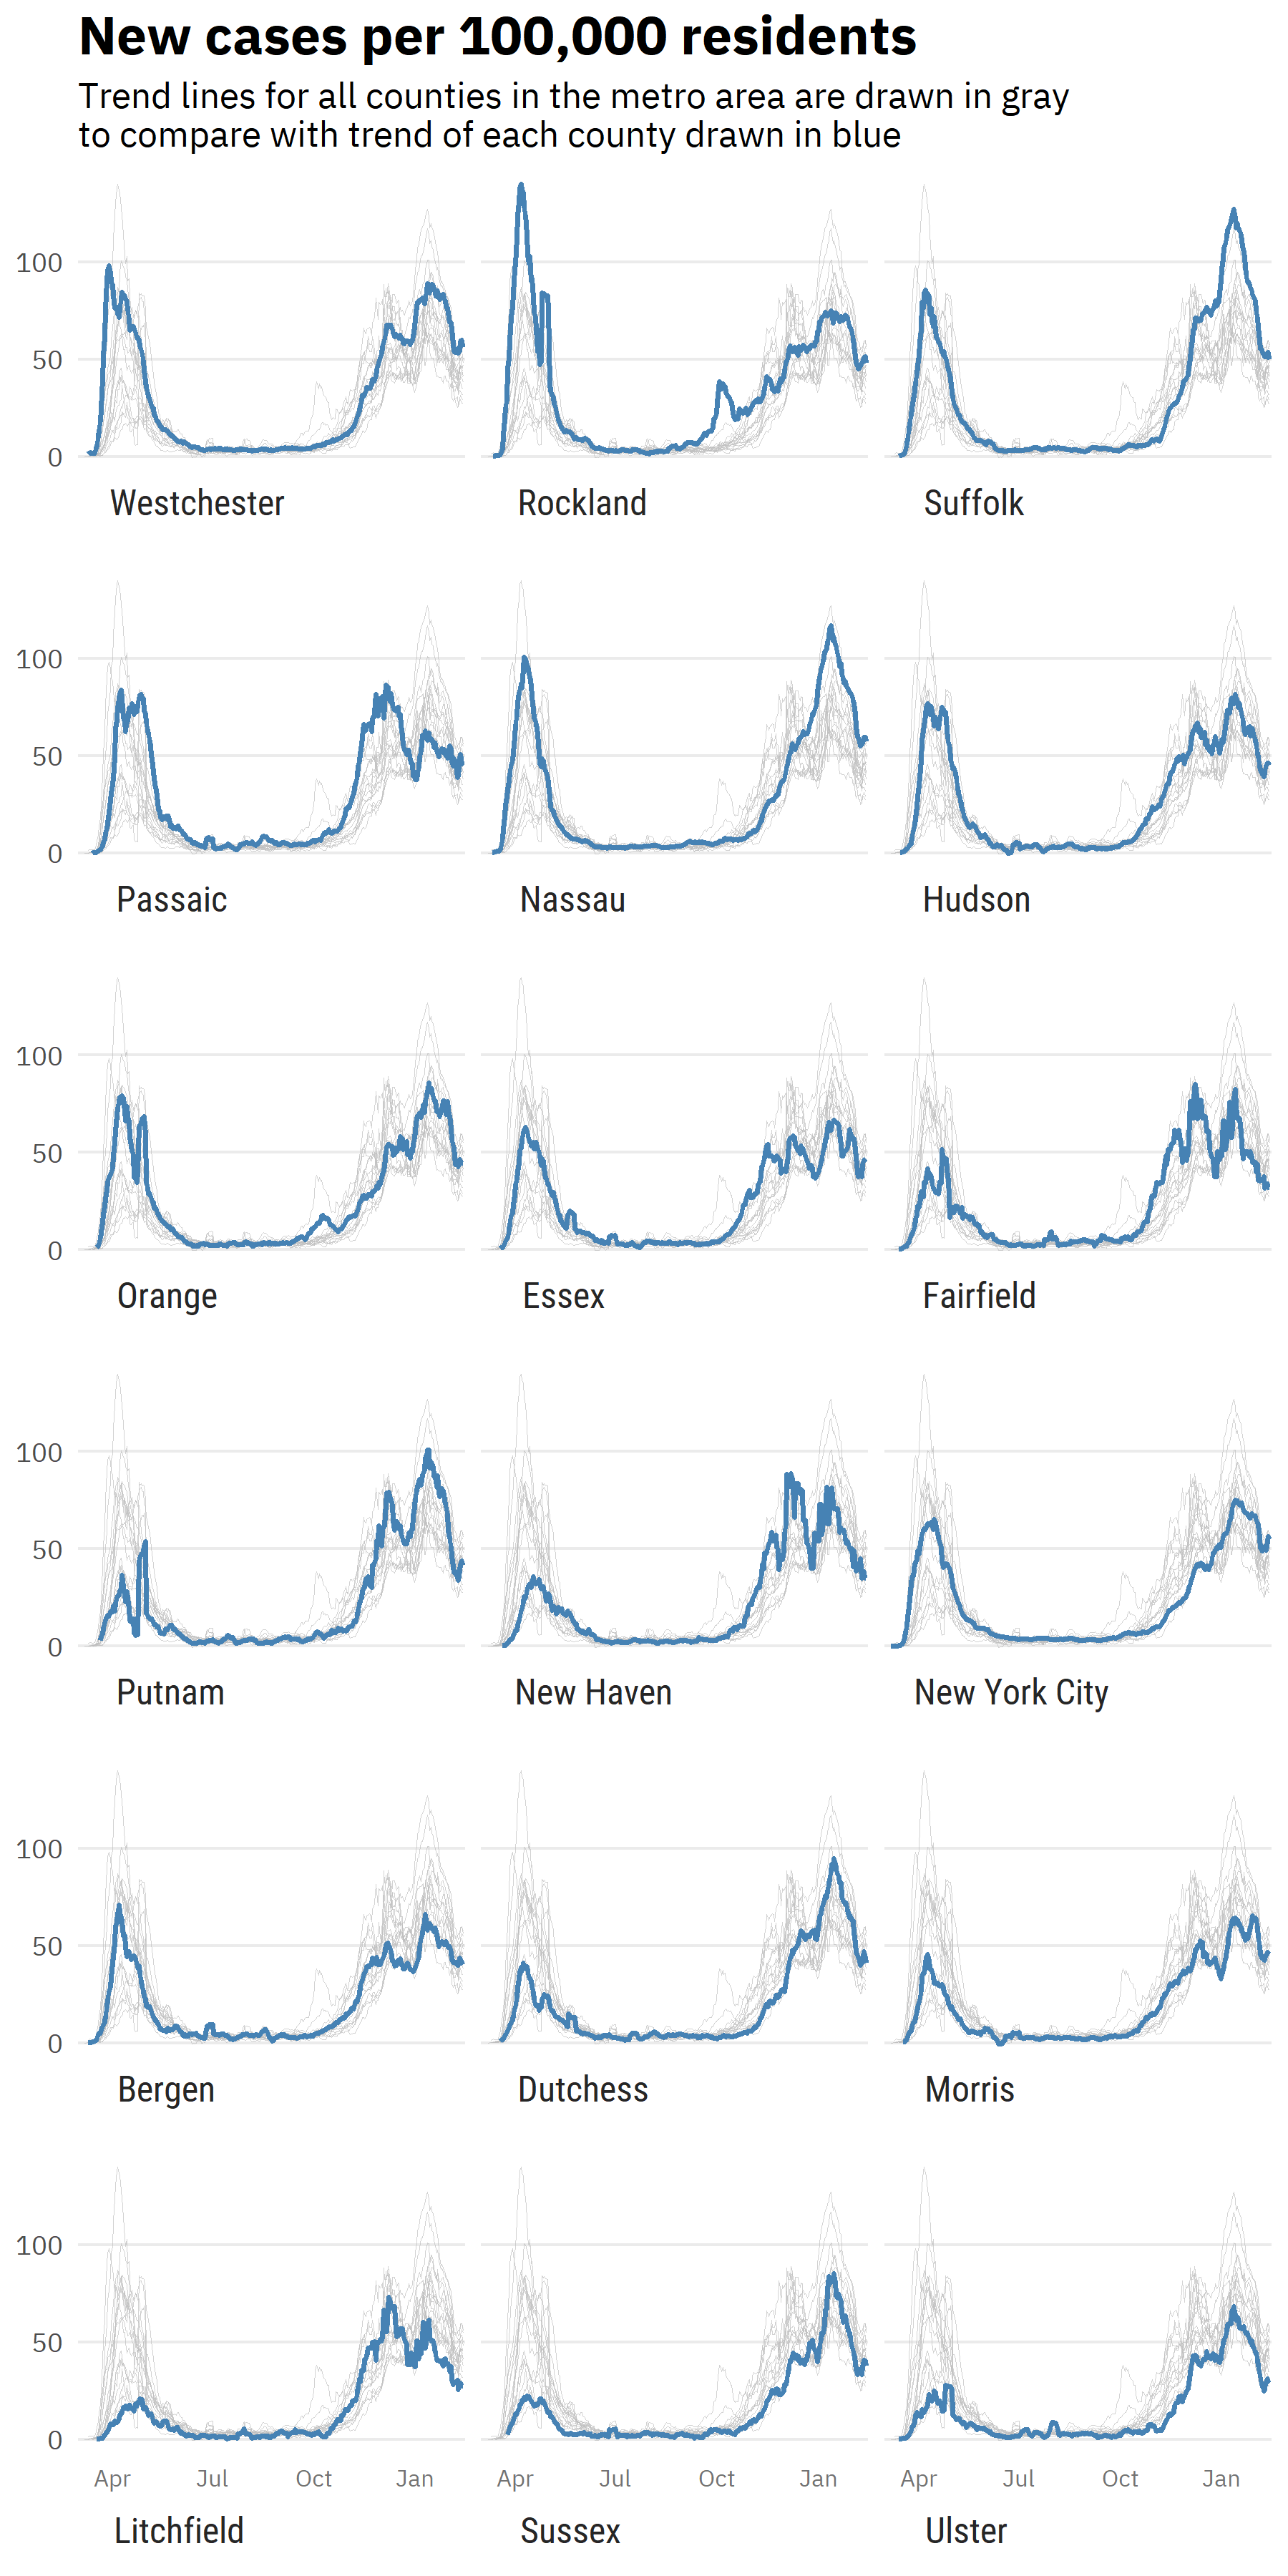 New cases per 100,000 residents
Trend lines for all counties in the metro area are drawn in gray
to compare with trend of each county drawn in blue
100
50
0
Westchester Rockland Suffolk
100
50
0
Passaic Nassau Hudson
100
50
0
Orange Essex Fairfield
100
50
0
Putnam New Haven New York City
100
50
0
Bergen Dutchess Morris
100
50
0
Apr Jul Oct Jan Apr Jul Oct Jan Apr Jul Oct Jan
Litchfield Sussex Ulster